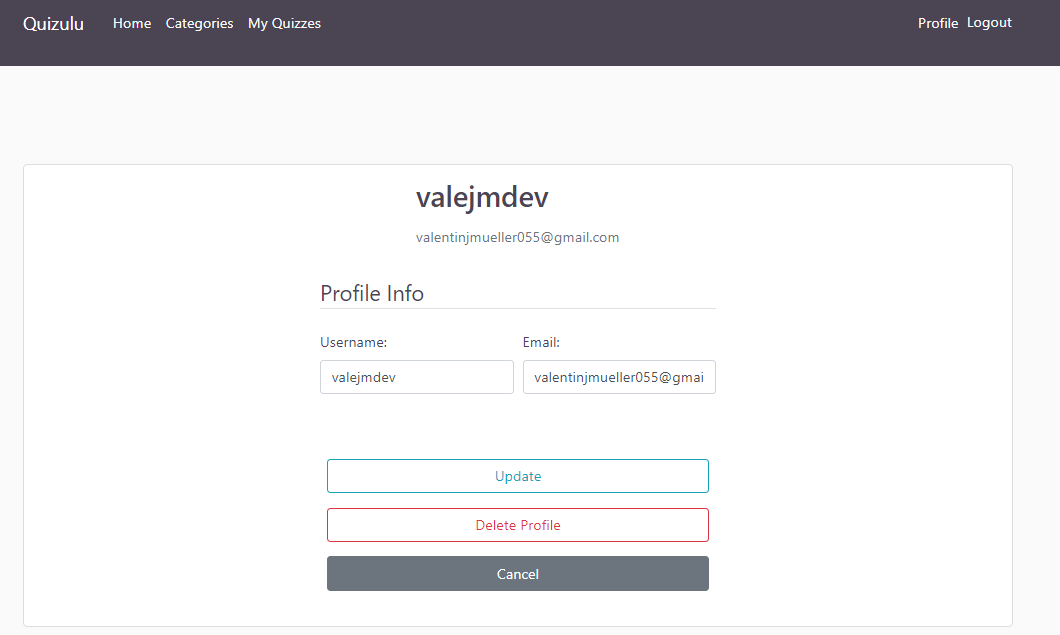 Quizulu Home Categories My Quizzes Profile Logout
valejmdev
valentinjmueller055@gmail.com
Profile Info
Username: Email:
valejmdev valentinjmueller055@gmai
Update
Delete Profile
Cancel